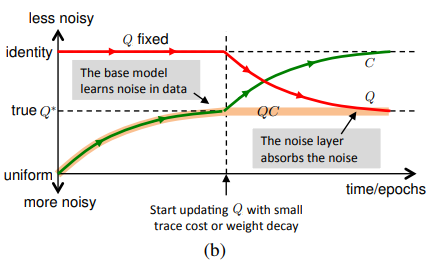 less noisy
identity
Q fixed
C
The base model
learns noise in data
Q
true Q*
QC
The noise layer
absorbs the noise
uniform
time/epochs
more noisy
Start updating Q with small
trace cost or weight decay
(b)